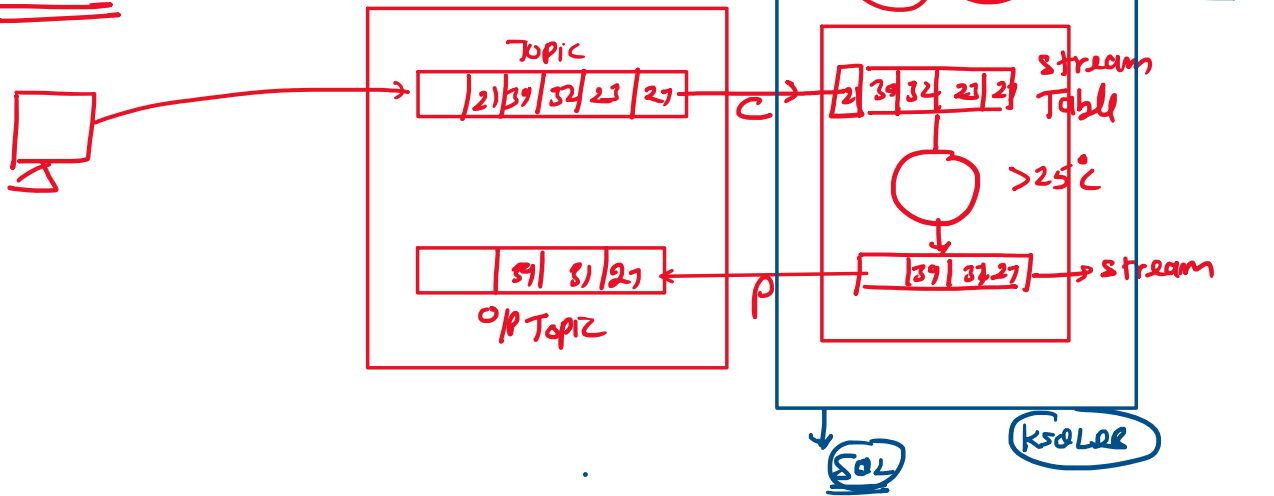 Topic
21 39 32 23 27
C
21 39 32 23 27
Stream
Table
>25°C
39 31 27
P
39 32 27
Stream
O/P Topic
KSQLDB
SQL